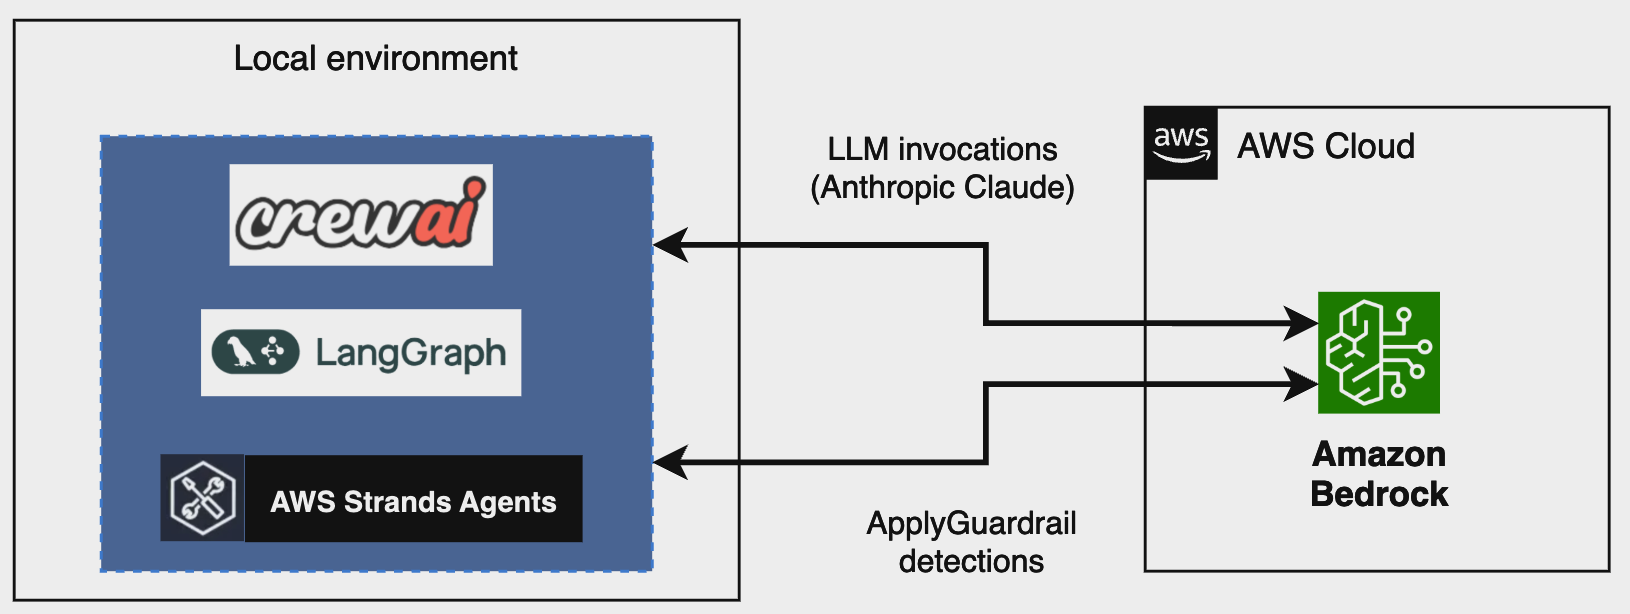 Local environment
crewai
LangGraph
AWS Strands Agents
LLM invocations
(Anthropic Claude)
ApplyGuardrail
detections
aws
AWS Cloud
Amazon
Bedrock